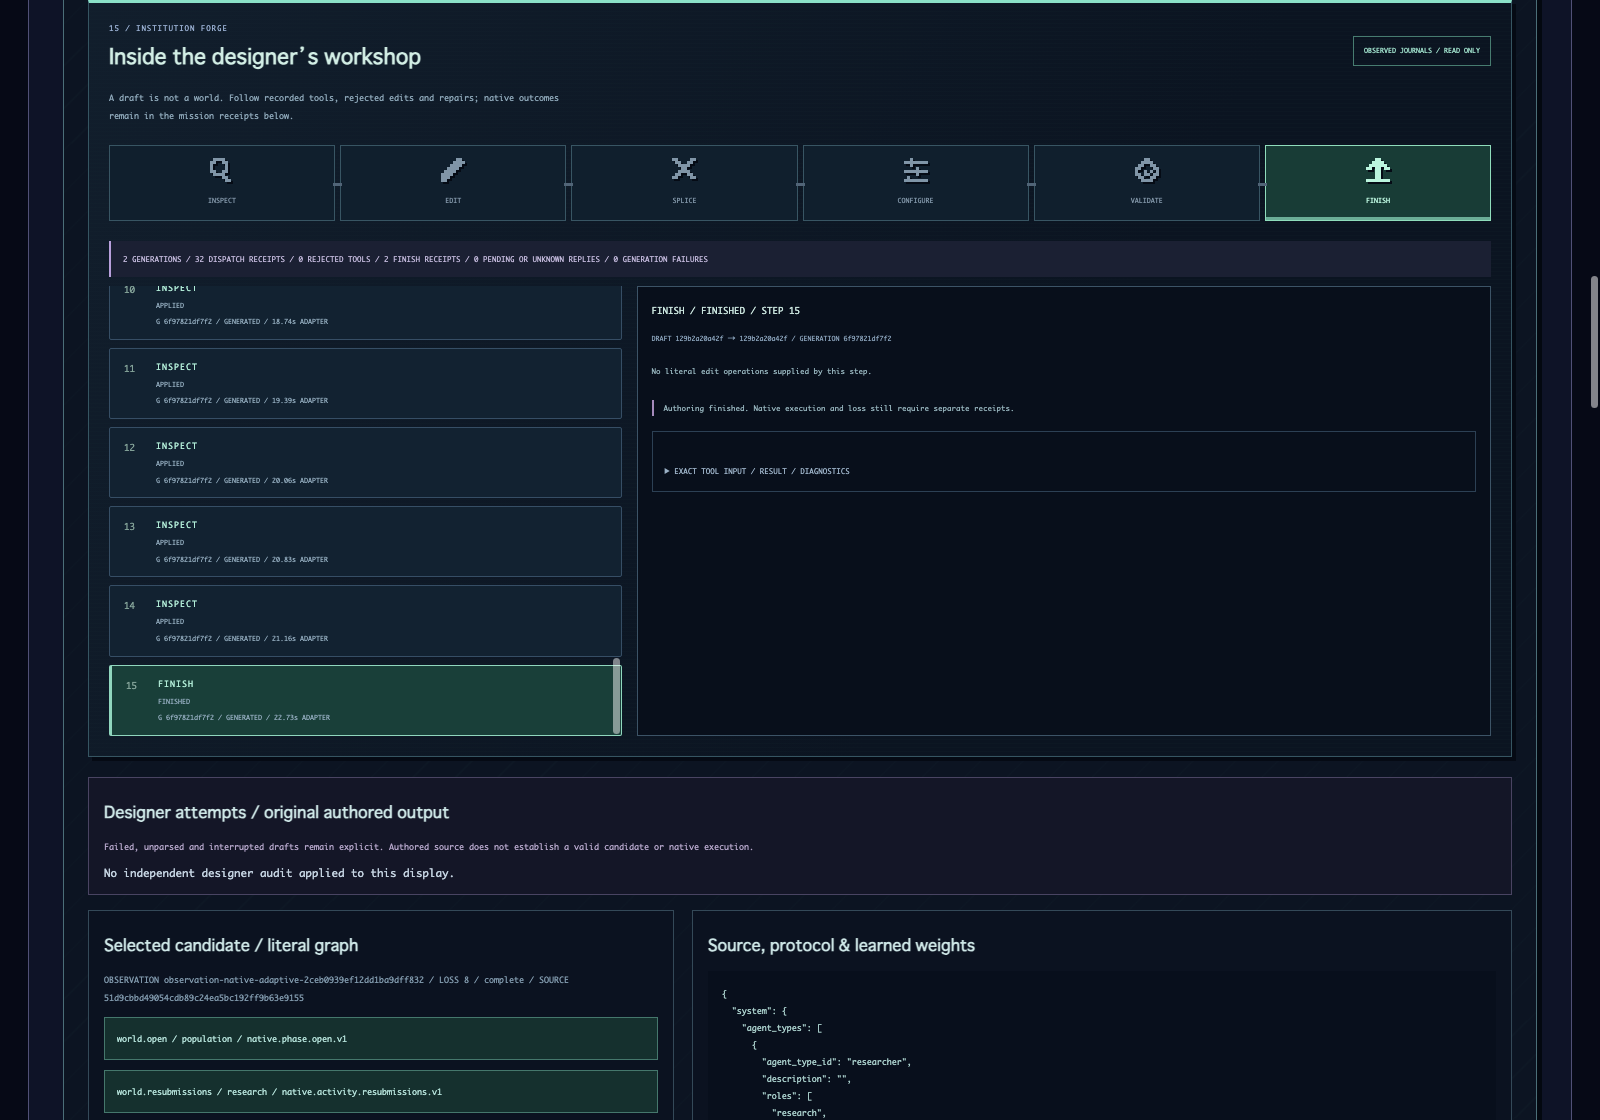 15 / INSTITUTION FORGE
Inside the designer’s workshop
OBSERVED JOURNALS / READ ONLY
A draft is not a world. Follow recorded tools, rejected edits and repairs; native outcomes
remain in the mission receipts below.
INSPECT
EDIT
SPLICE
CONFIGURE
VALIDATE
FINISH
2 GENERATIONS / 32 DISPATCH RECEIPTS / 0 REJECTED TOOLS / 2 FINISH RECEIPTS / 0 PENDING OR UNKNOWN REPLIES / 0 GENERATION FAILURES
10 INSPECT
APPLIED
G 6f97821df7f2 / GENERATED / 18.74s ADAPTER
11 INSPECT
APPLIED
G 6f97821df7f2 / GENERATED / 19.39s ADAPTER
12 INSPECT
APPLIED
G 6f97821df7f2 / GENERATED / 20.06s ADAPTER
13 INSPECT
APPLIED
G 6f97821df7f2 / GENERATED / 20.83s ADAPTER
14 INSPECT
APPLIED
G 6f97821df7f2 / GENERATED / 21.16s ADAPTER
15 FINISH
FINISHED
G 6f97821df7f2 / GENERATED / 22.73s ADAPTER
FINISH / FINISHED / STEP 15
DRAFT 129b2a20a42f → 129b2a20a42f / GENERATION 6f97821df7f2
No literal edit operations supplied by this step.
Authoring finished. Native execution and loss still require separate receipts.
▶ EXACT TOOL INPUT / RESULT / DIAGNOSTICS
Designer attempts / original authored output
Failed, unparsed and interrupted drafts remain explicit. Authored source does not establish a valid candidate or native execution.
No independent designer audit applied to this display.
Selected candidate / literal graph
OBSERVATION observation-native-adaptive-2ceb0939ef12dd1ba9dff832 / LOSS 8 / complete / SOURCE
51d9cbbd49054cdb89c24ea5bc192ff9b63e9155
world.open / population / native.phase.open.v1
world.resubmissions / research / native.activity.resubmissions.v1
Source, protocol & learned weights
{
"system": {
"agent_types": [
{
"agent_type_id": "researcher",
"description": "",
"roles": [
"research",